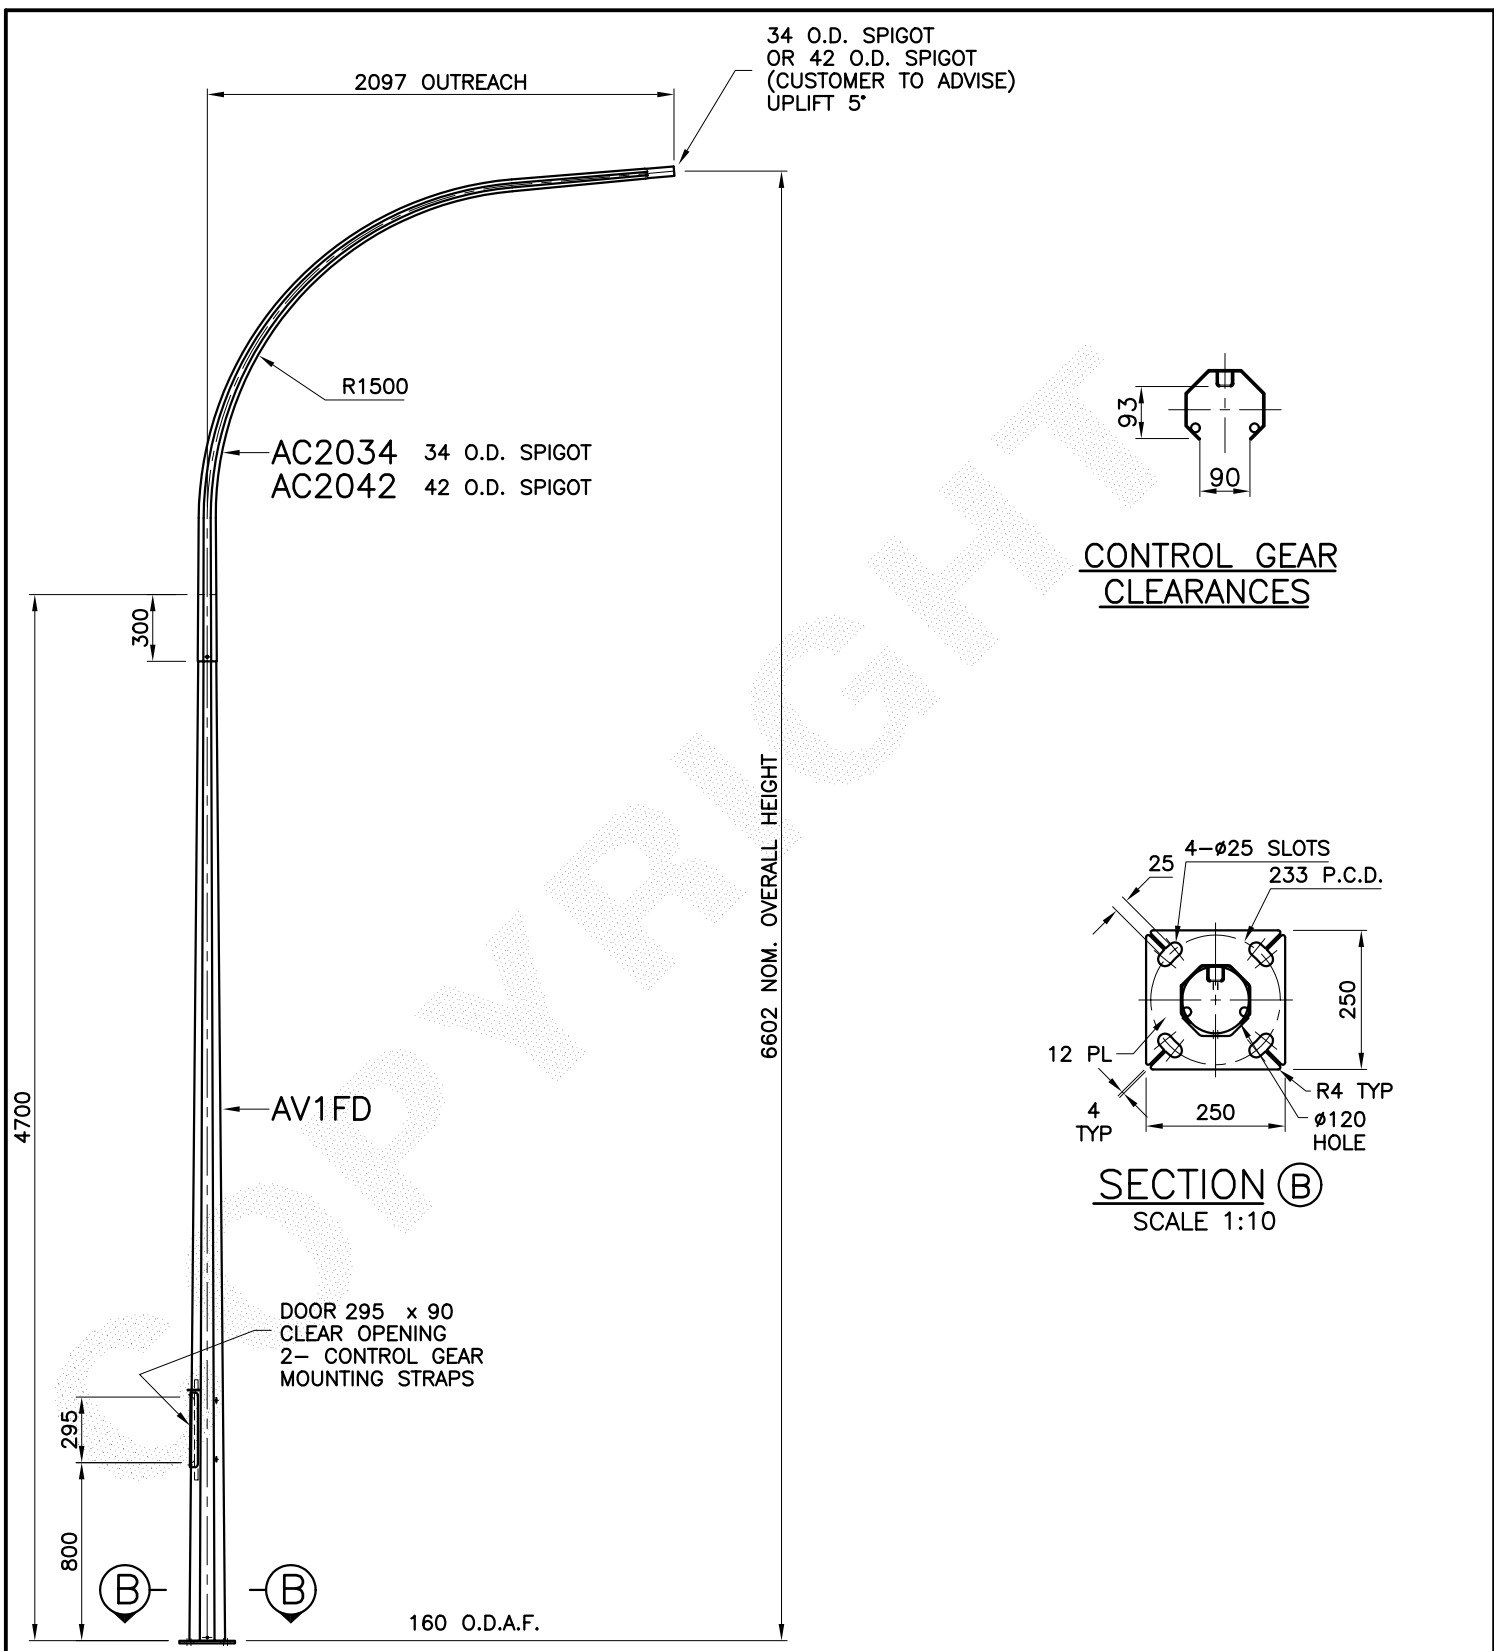 34 O.D. SPIGOT
OR 42 O.D. SPIGOT
(CUSTOMER TO ADVISE)
UPLIFT 5°
2097 OUTREACH
R1500
AC2034 34 O.D. SPIGOT
AC2042 42 O.D. SPIGOT
93
90
CONTROL GEAR
CLEARANCES
300
6602 NOM. OVERALL HEIGHT
4700
AV1FD
4-ø25 SLOTS
25
233 P.C.D.
250
12 PL
R4 TYP
4
TYP
250
ø120
HOLE
SECTION B
SCALE 1:10
DOOR 295 x 90
CLEAR OPENING
2- CONTROL GEAR
MOUNTING STRAPS
295
800
B
B
160 O.D.A.F.
COPYRIGHT